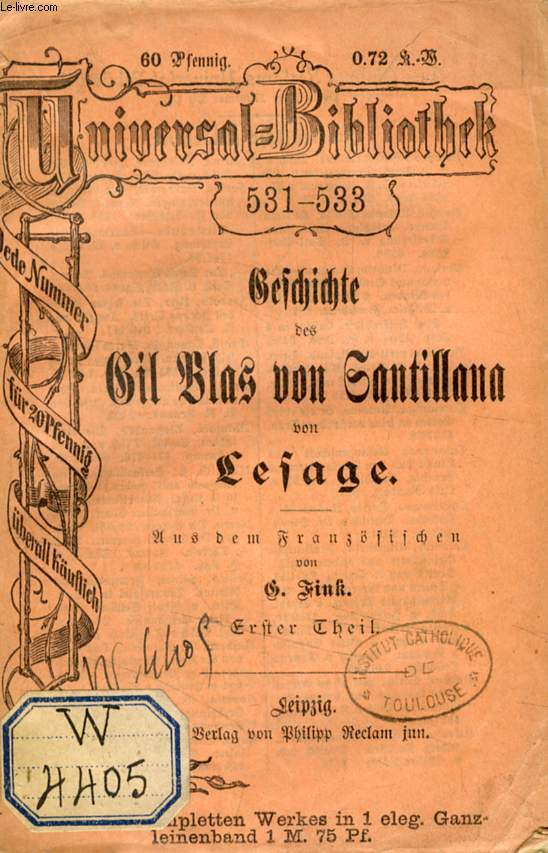 Le-livre.com
60 Pfennig. 0.72 K.-W.
Universal=Bibliothek
531-533
Jede Nummer
für 20 Pfennig
überall käuflich
Geschichte
des
Gil Blas von Santillana
von
Lesage.
Aus dem Französischen
von
G. Fink.
Erster Theil.
INSTITUT CATHOLIQUE
DE
TOULOUSE
Leipzig.
Verlag von Philipp Reclam jun.
W
4405
Werkes in 1 eleg. Ganz-
leinenband 1 M. 75 Pf.